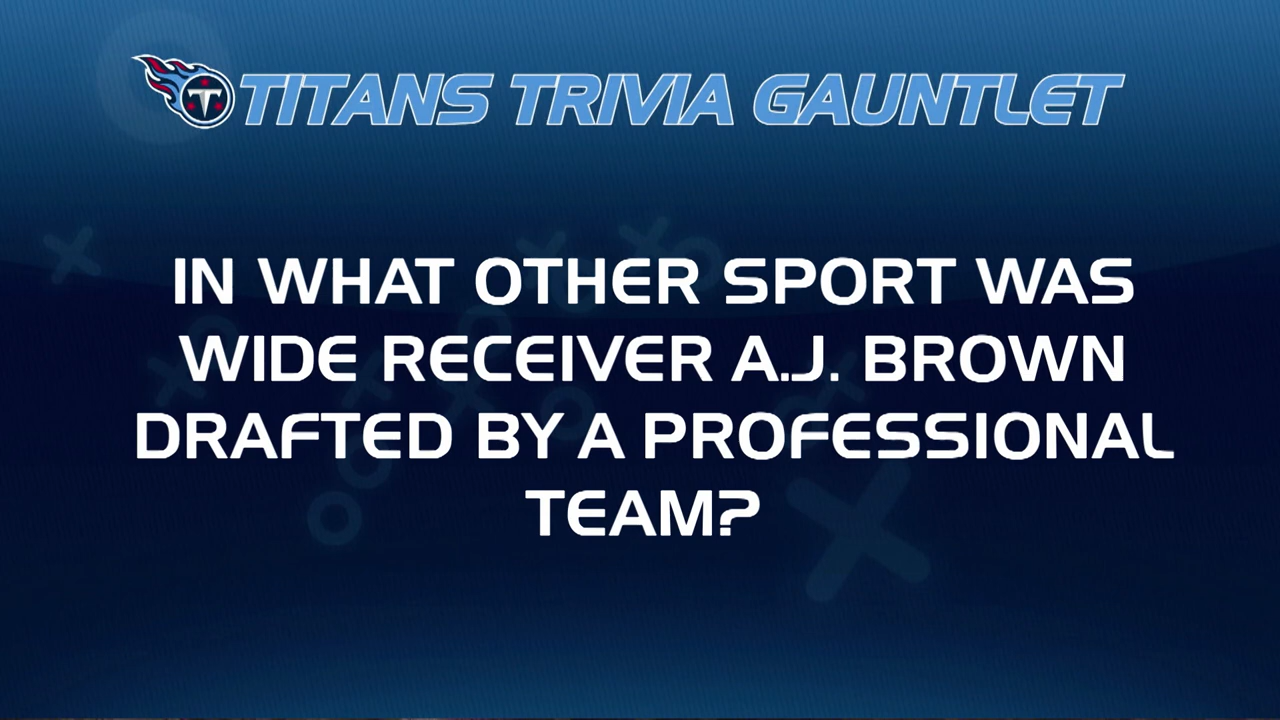 TITANS TRIVIA GAUNTLET
IN WHAT OTHER SPORT WAS
WIDE RECEIVER A.J. BROWN
DRAFTED BY A PROFESSIONAL
TEAM?